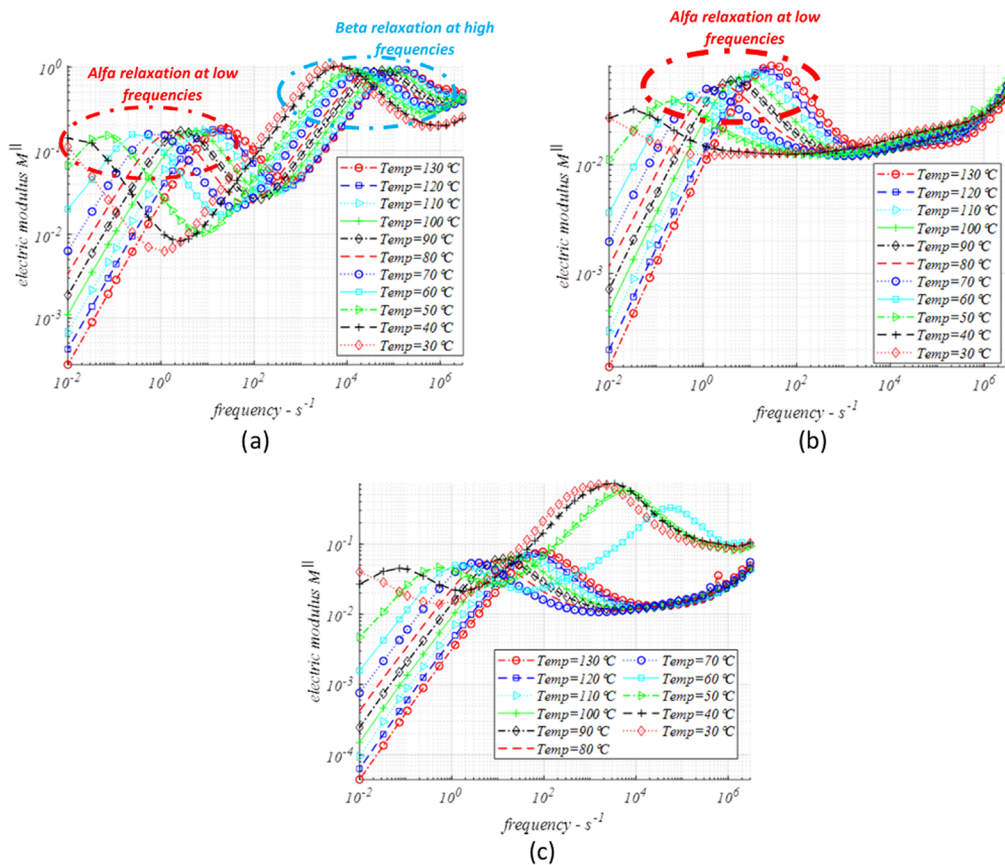 Alfa relaxation at low
frequencies
Beta relaxation at high
frequencies
electric modulus M^||
10^0
10^-1
10^-2
10^-3
Temp=130 °C
Temp=120 °C
Temp=110 °C
Temp=100 °C
Temp=90 °C
Temp=80 °C
Temp=70 °C
Temp=60 °C
Temp=50 °C
Temp=40 °C
Temp=30 °C
10^-2 10^0 10^2 10^4 10^6
frequency - s^-1
(a)
Alfa relaxation at low
frequencies
electric modulus M^||
10^-1
10^-2
10^-3
Temp=130 °C
Temp=120 °C
Temp=110 °C
Temp=100 °C
Temp=90 °C
Temp=80 °C
Temp=70 °C
Temp=60 °C
Temp=50 °C
Temp=40 °C
Temp=30 °C
10^-2 10^0 10^2 10^4 10^6
frequency - s^-1
(b)
electric modulus M^||
10^-1
10^-2
10^-3
10^-4
Temp=130 °C Temp=70 °C
Temp=120 °C Temp=60 °C
Temp=110 °C Temp=50 °C
Temp=100 °C Temp=40 °C
Temp=90 °C Temp=30 °C
Temp=80 °C
10^-2 10^0 10^2 10^4 10^6
frequency - s^-1
(c)